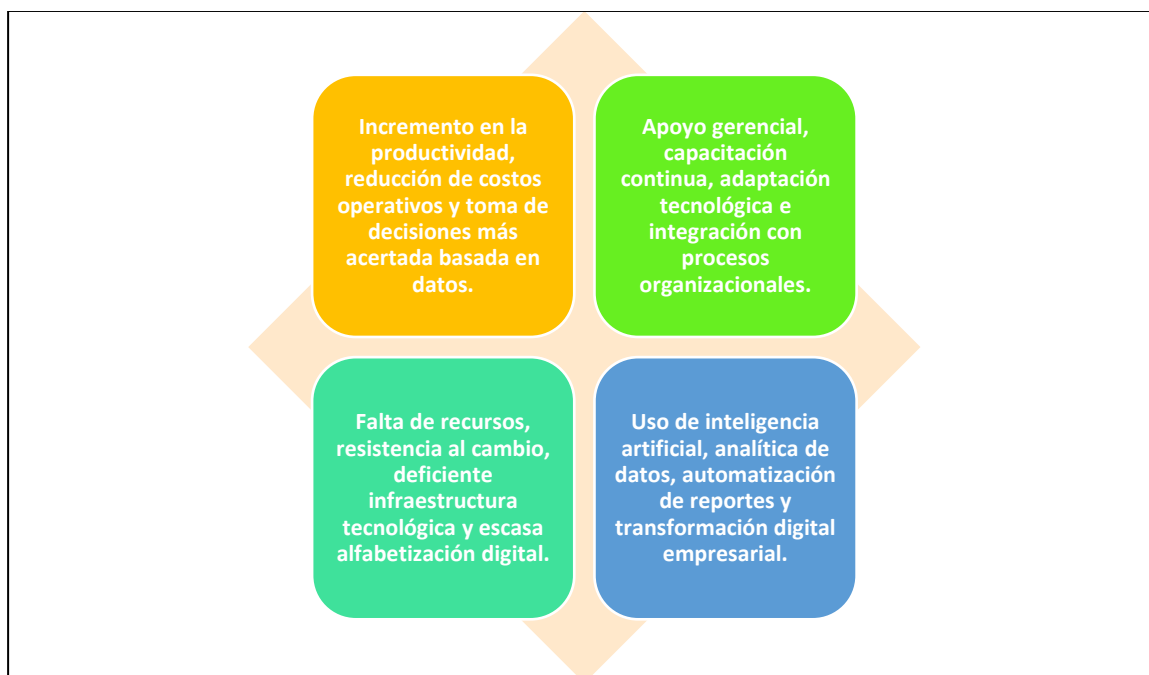 Incremento en la
productividad,
reducción de costos
operativos y toma de
decisiones más
acertada basada en
datos.
Apoyo gerencial,
capacitación
continua, adaptación
tecnológica e
integración con
procesos
organizacionales.
Falta de recursos,
resistencia al cambio,
deficiente
infraestructura
tecnológica y escasa
alfabetización digital.
Uso de inteligencia
artificial, analítica de
datos, automatización
de reportes y
transformación digital
empresarial.